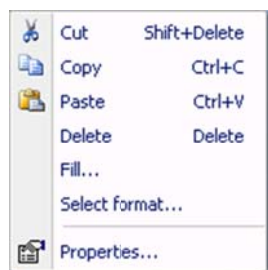 Cut Shift+Delete
Copy Ctrl+C
Paste Ctrl+V
Delete Delete
Fill...
Select format...
Properties...